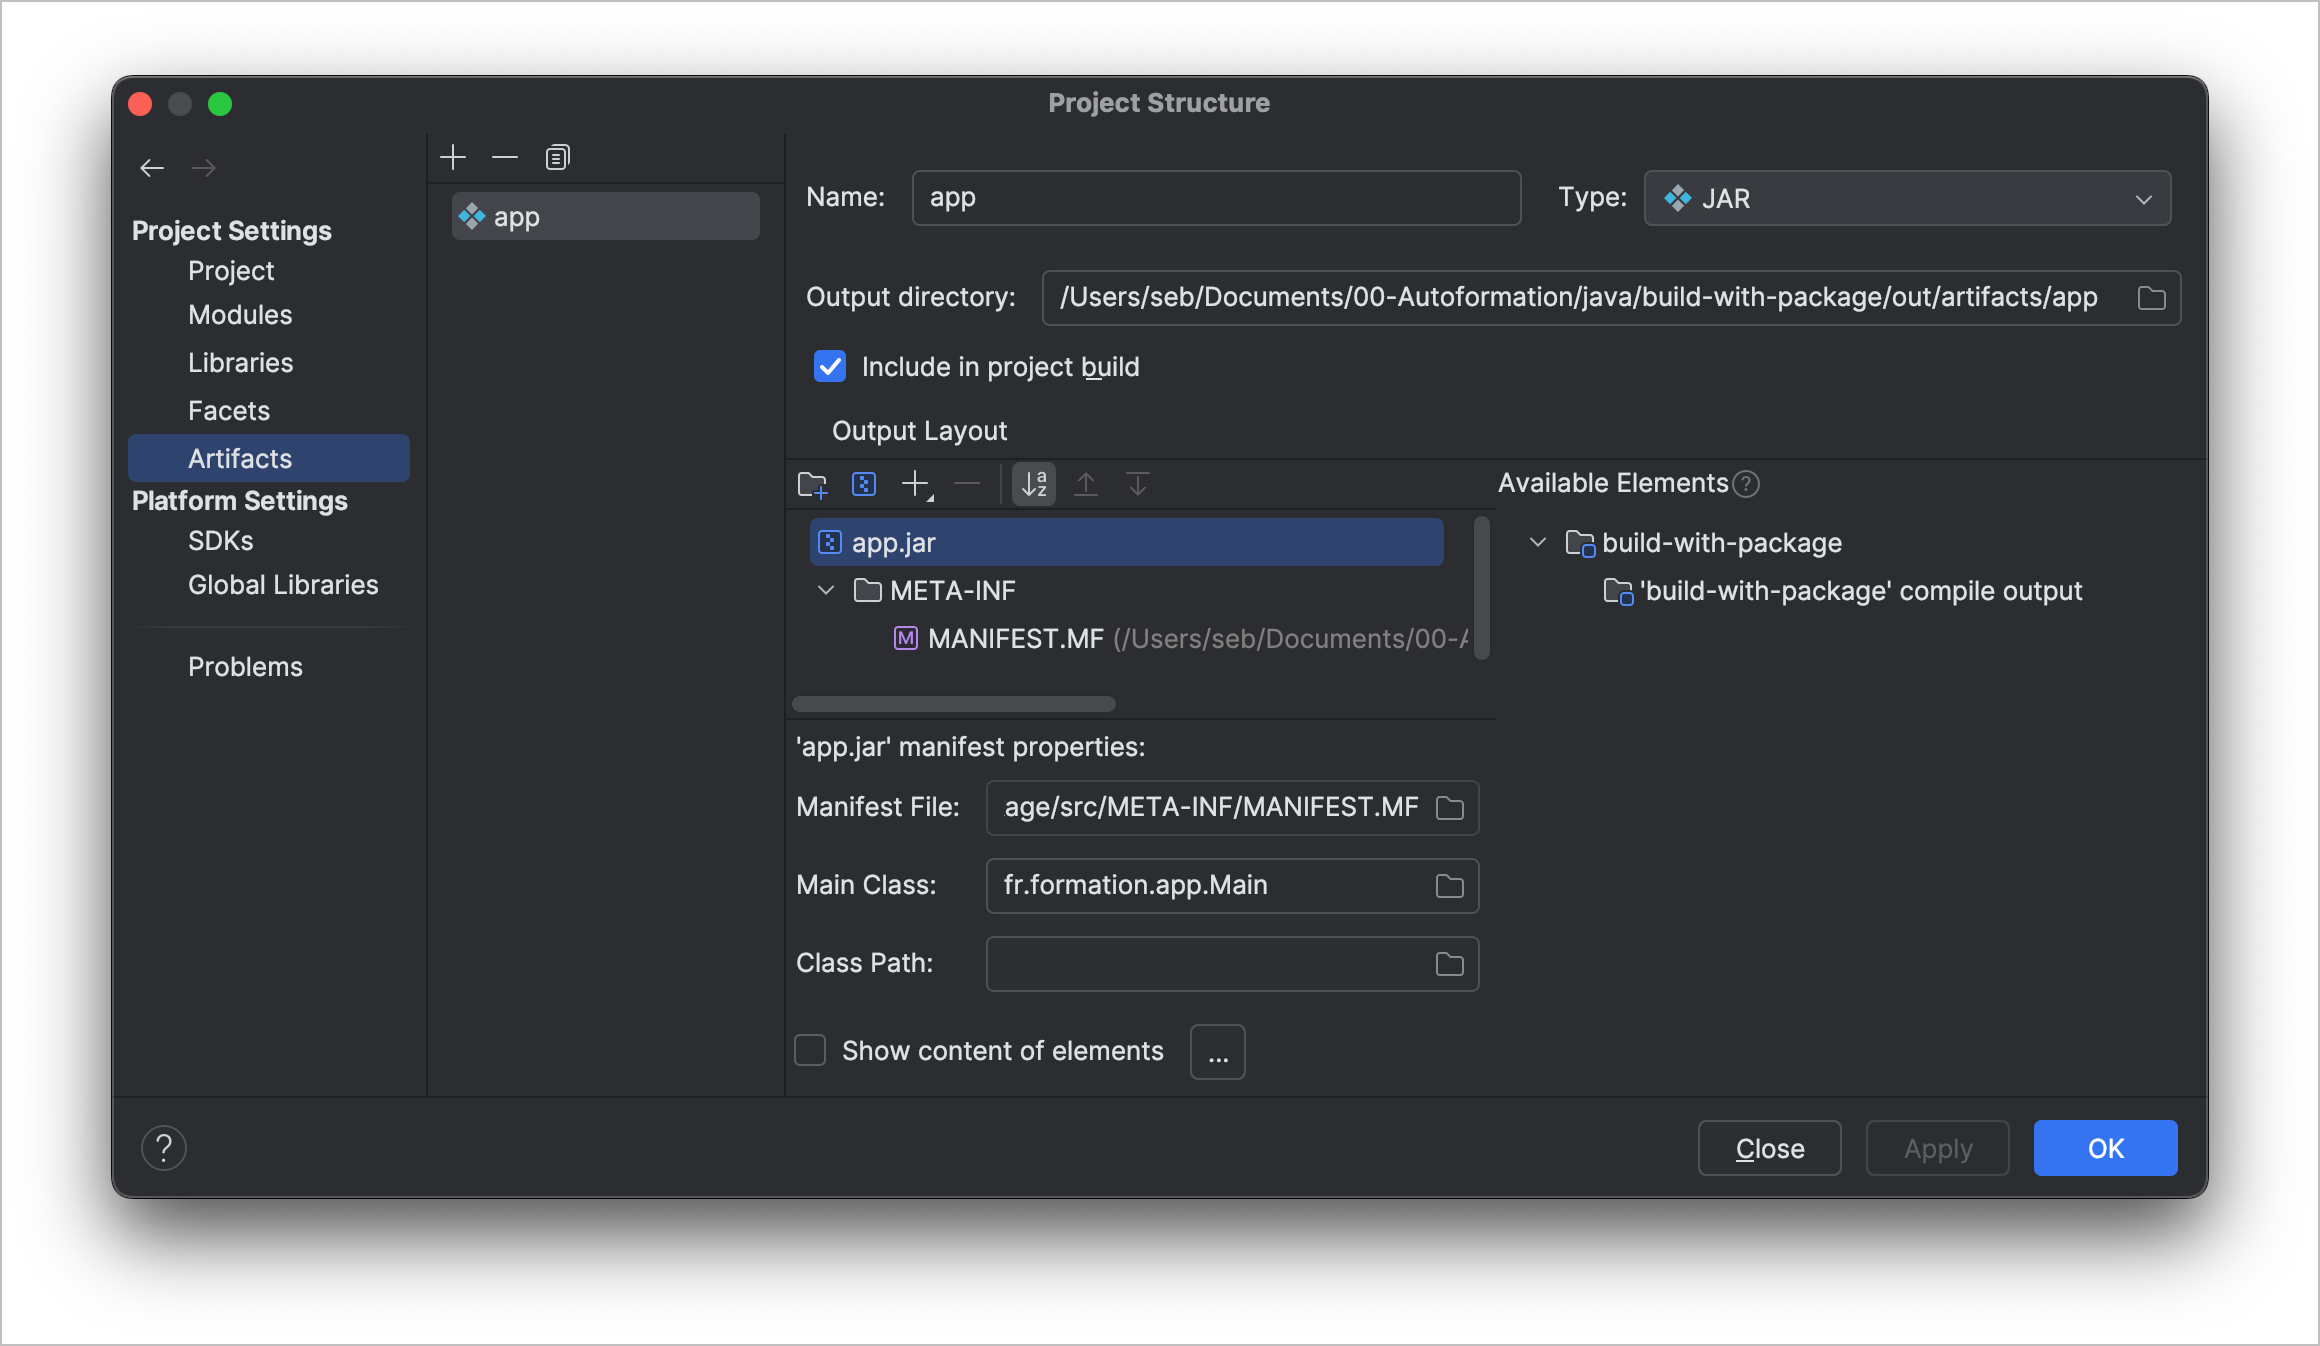 Project Structure
Project Settings
Project
Modules
Libraries
Facets
Artifacts
Platform Settings
SDKs
Global Libraries
Problems
app
Name: app
Type: JAR
Output directory: /Users/seb/Documents/00-Autoformation/java/build-with-package/out/artifacts/app
Include in project build
Output Layout
Available Elements
app.jar
META-INF
MANIFEST.MF (/Users/seb/Documents/00-A
build-with-package
'build-with-package' compile output
'app.jar' manifest properties:
Manifest File: age/src/META-INF/MANIFEST.MF
Main Class: fr.formation.app.Main
Class Path:
Show content of elements ...
? Close Apply OK